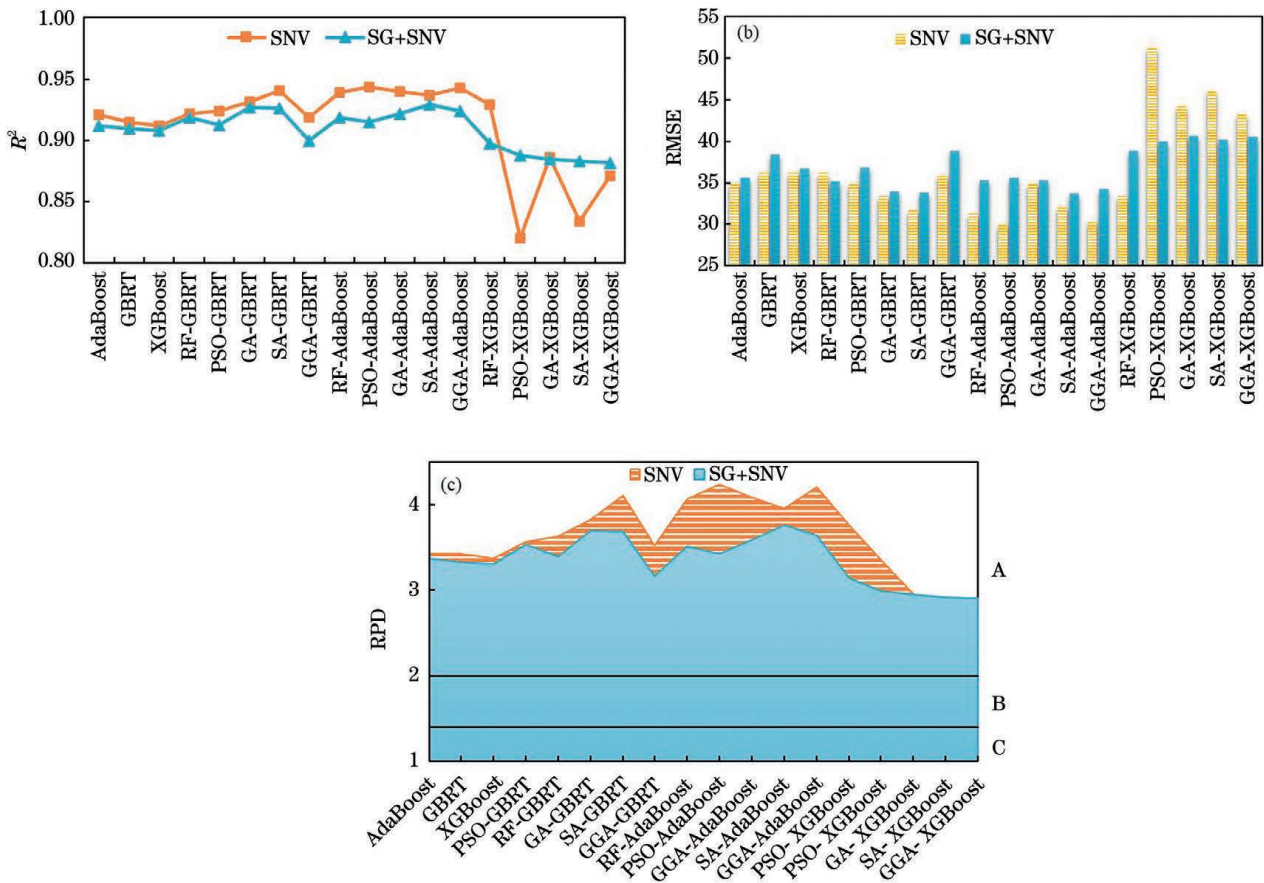 1.00
0.95
0.90
0.85
0.80
R²
SNV SG+SNV
AdaBoost
GBRT
XGBoost
RF-GBRT
PSO-GBRT
GA-GBRT
SA-GBRT
GGA-GBRT
RF-AdaBoost
PSO-AdaBoost
GA-AdaBoost
SA-AdaBoost
GGA-AdaBoost
RF-XGBoost
PSO-XGBoost
GA-XGBoost
SA-XGBoost
GGA-XGBoost
(b)
SNV SG+SNV
55
50
45
40
35
30
25
RMSE
AdaBoost
GBRT
XGBoost
RF-GBRT
PSO-GBRT
GA-GBRT
SA-GBRT
GGA-GBRT
RF-AdaBoost
PSO-AdaBoost
GA-AdaBoost
SA-AdaBoost
GGA-AdaBoost
RF-XGBoost
PSO-XGBoost
GA-XGBoost
SA-XGBoost
GGA-XGBoost
(c)
SNV SG+SNV
4
3
2
1
RPD
A
B
C
AdaBoost
GBRT
XGBoost
PSO-GBRT
RF-GBRT
GA-GBRT
SA-GBRT
GGA-GBRT
RF-AdaBoost
PSO-AdaBoost
GGA-AdaBoost
SA-AdaBoost
GGA-AdaBoost
PSO- XGBoost
PSO- XGBoost
GA- XGBoost
SA- XGBoost
GGA- XGBoost